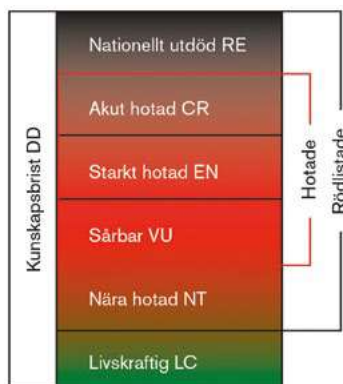 Kunskapsbrist DD
Nationellt utdöd RE
Akut hotad CR
Starkt hotad EN
Sårbar VU
Nära hotad NT
Livskraftig LC
Hotade
Rödlistade